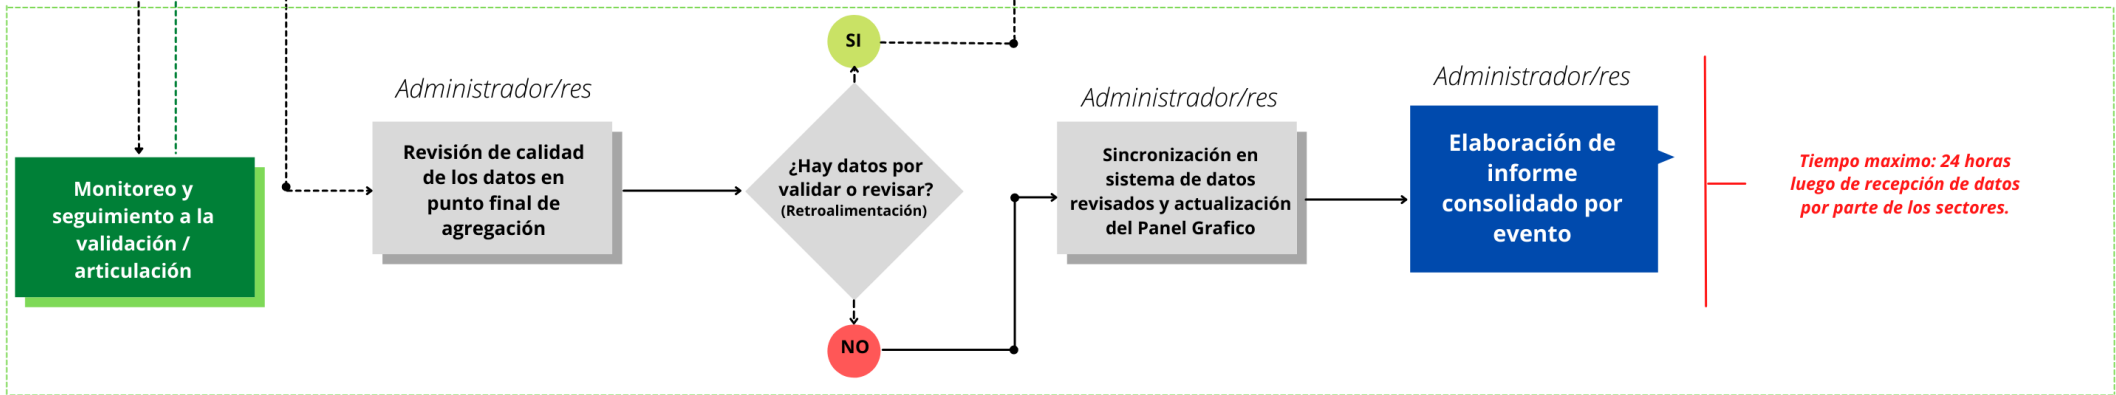 Monitoreo y
seguimiento a la
validación /
articulación
Administrador/res
Revisión de calidad
de los datos en
punto final de
agregación
SI
¿Hay datos por
validar o revisar?
(Retroalimentación)
NO
Administrador/res
Sincronización en
sistema de datos
revisados y actualización
del Panel Grafico
Administrador/res
Elaboración de
informe
consolidado por
evento
Tiempo maximo: 24 horas
luego de recepción de datos
por parte de los sectores.